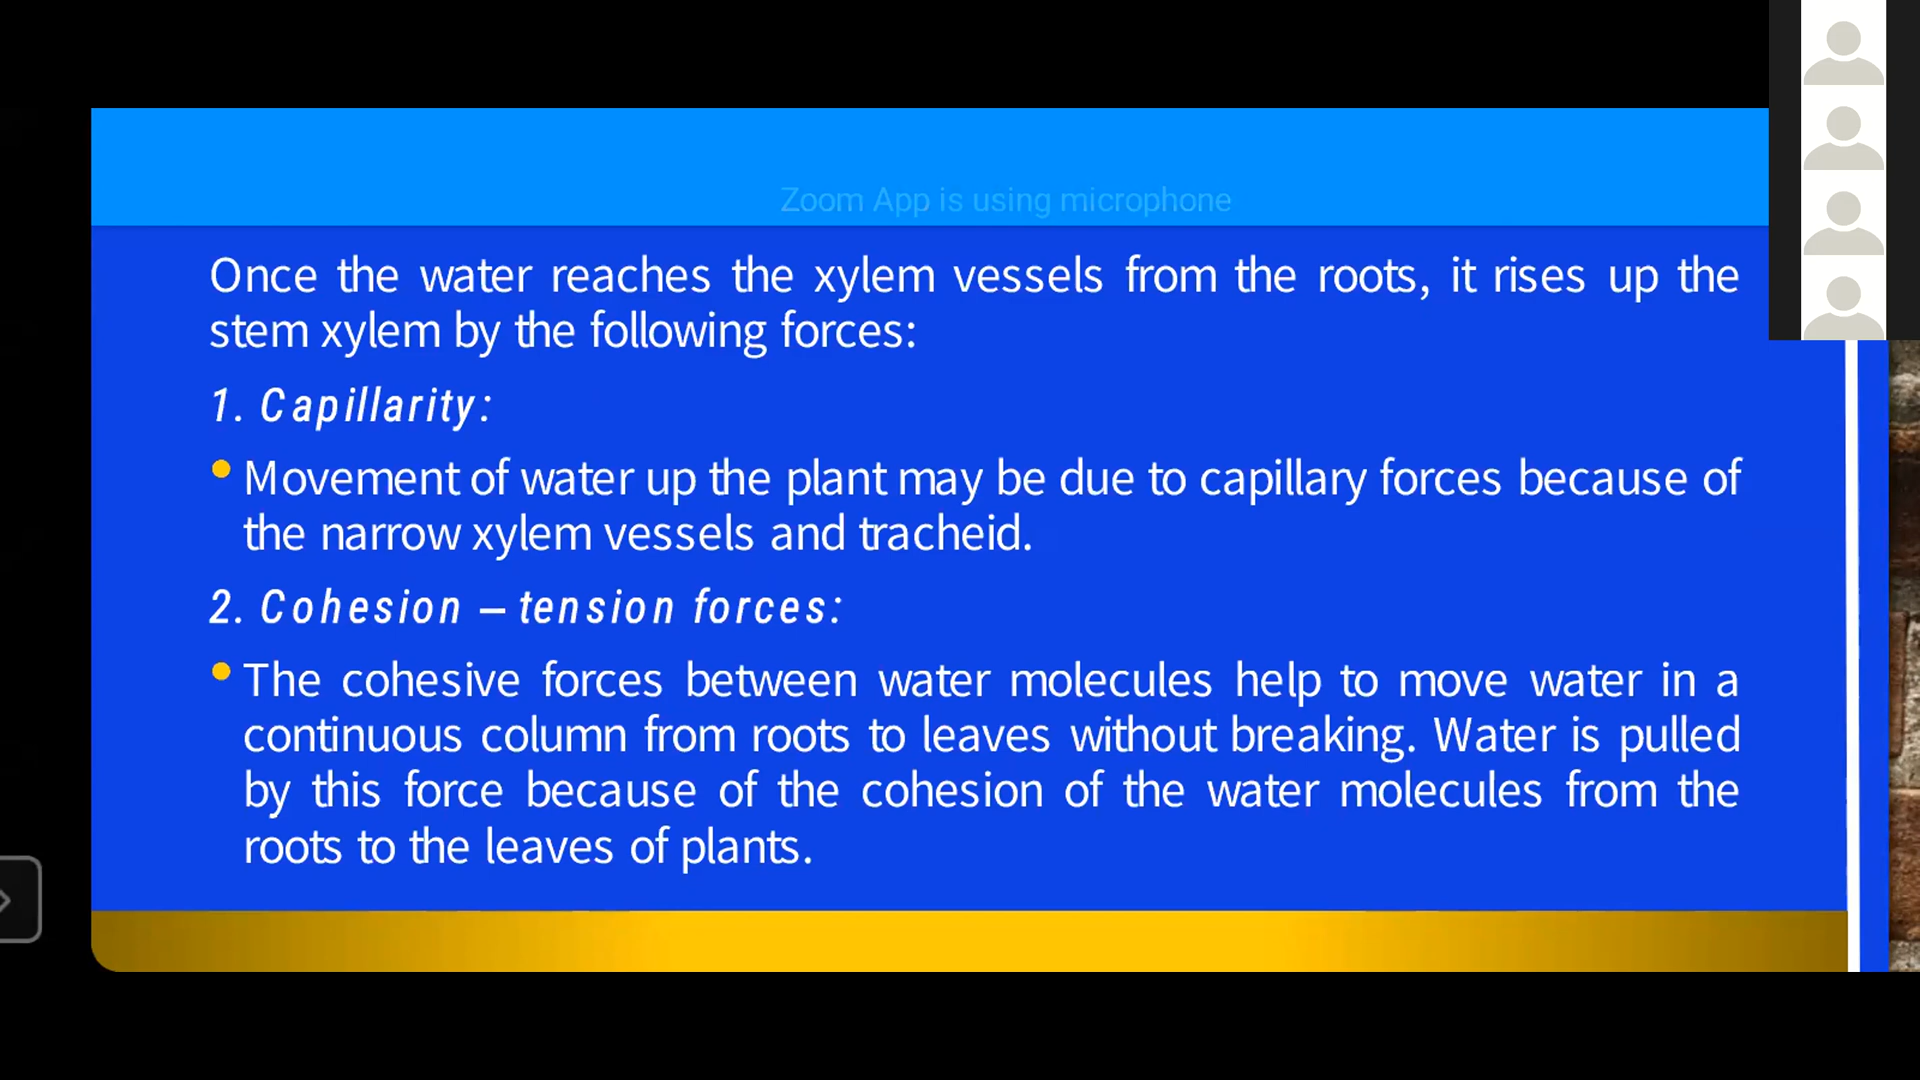 Zoom App is using microphone
Once the water reaches the xylem vessels from the roots, it rises up the
stem xylem by the following forces:
1. Capillarity:
• Movement of water up the plant may be due to capillary forces because of
the narrow xylem vessels and tracheid.
2. Cohesion – tension forces:
• The cohesive forces between water molecules help to move water in a
continuous column from roots to leaves without breaking. Water is pulled
by this force because of the cohesion of the water molecules from the
roots to the leaves of plants.